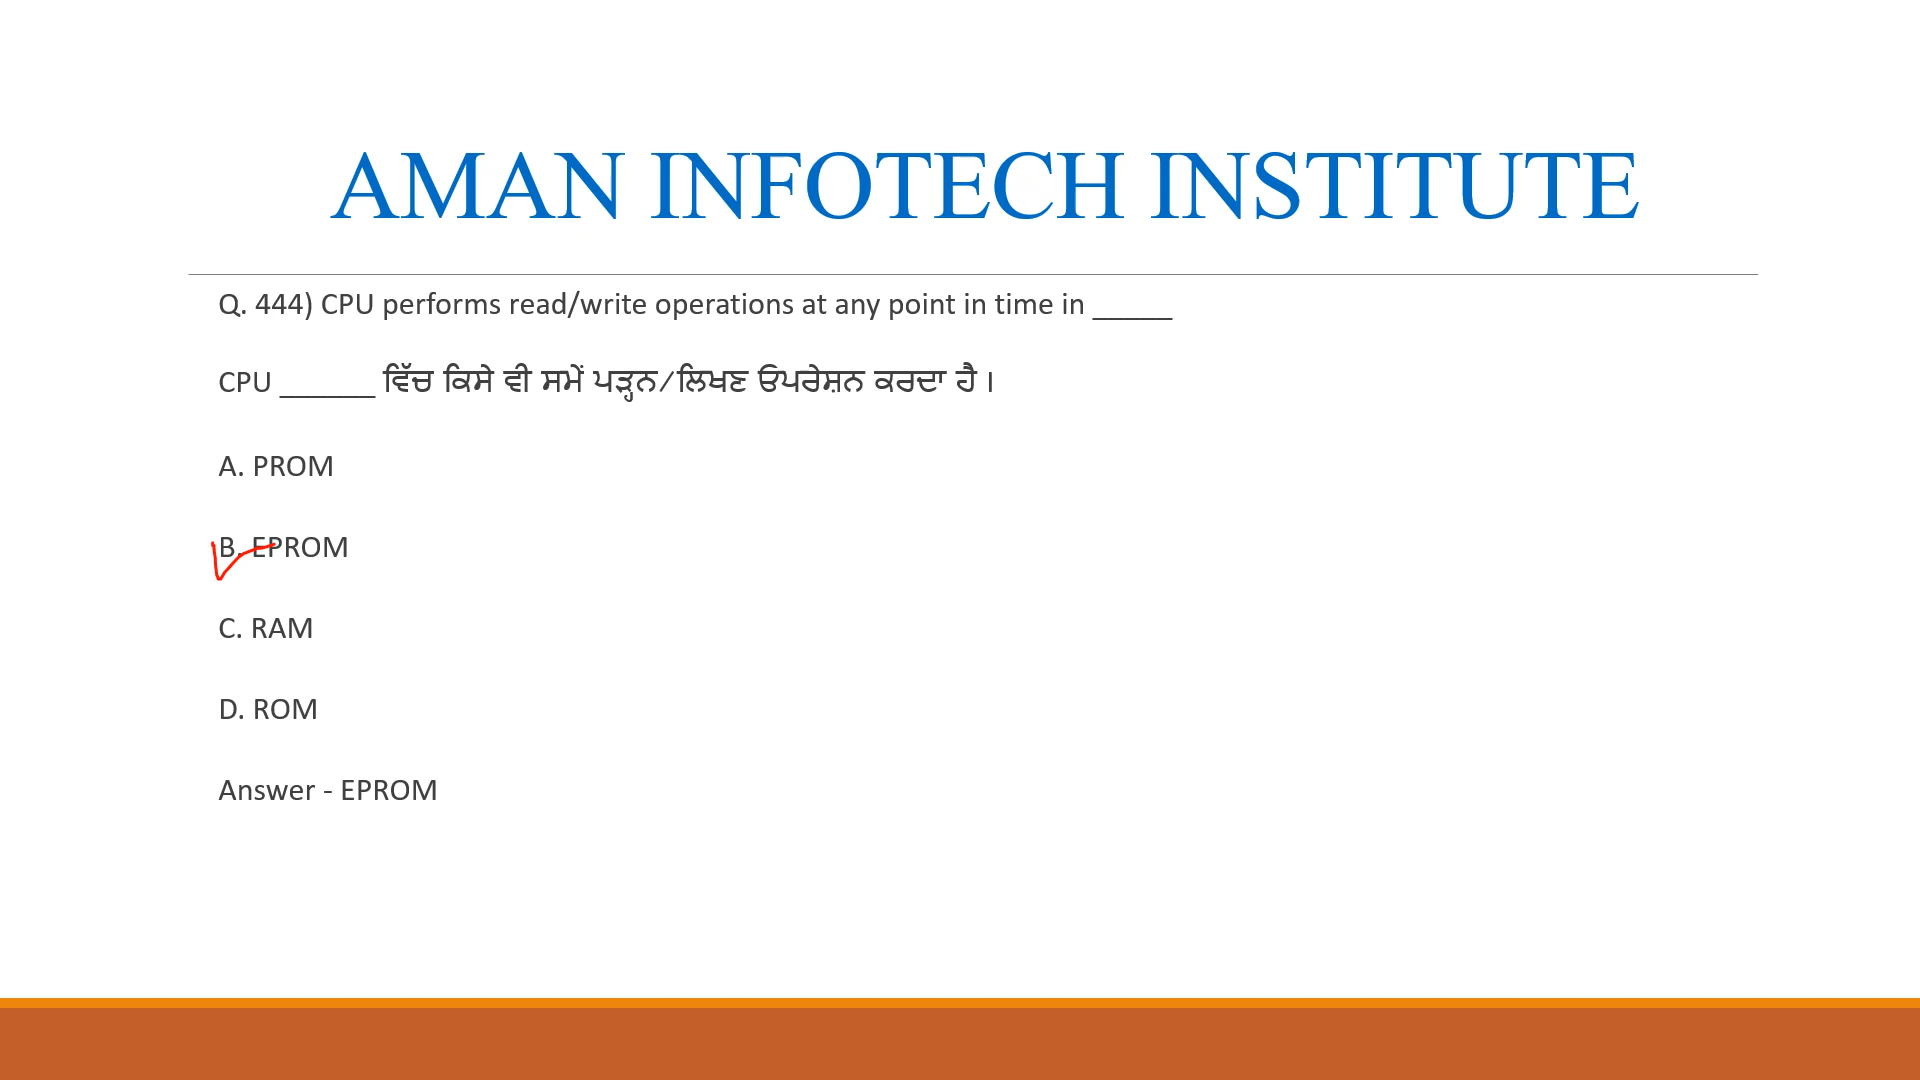 AMAN INFOTECH INSTITUTE
Q. 444) CPU performs read/write operations at any point in time in _____
CPU ______ ਵਿੱਚ ਕਿਸੇ ਵੀ ਸਮੇਂ ਪੜ੍ਹਨ/ਲਿਖਣ ਓਪਰੇਸ਼ਨ ਕਰਦਾ ਹੈ।
A. PROM
B. EPROM
C. RAM
D. ROM
Answer - EPROM